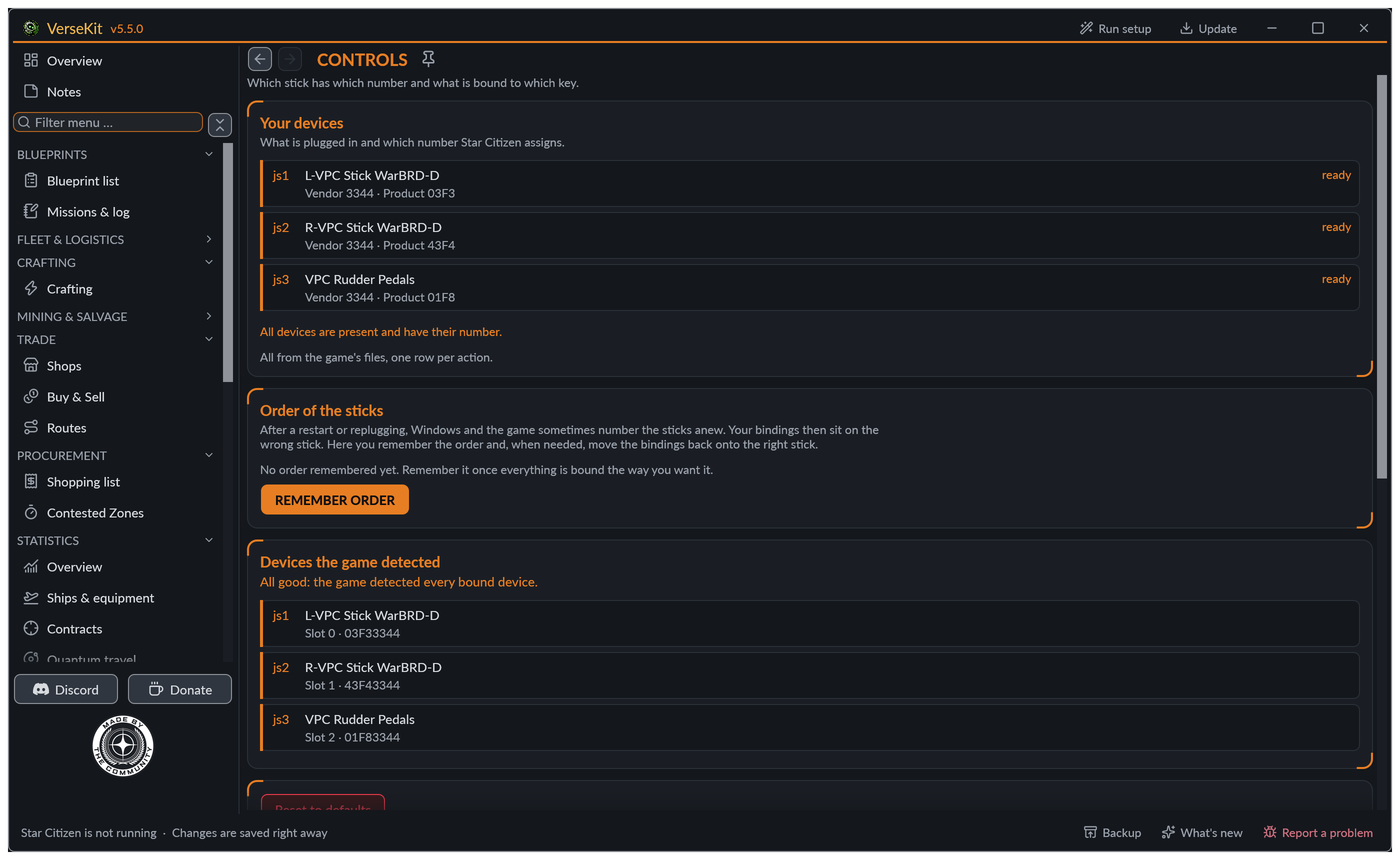 VerseKit v5.5.0
Run setup
Update
Overview
Notes
Filter menu ...
BLUEPRINTS
Blueprint list
Missions & log
FLEET & LOGISTICS
CRAFTING
Crafting
MINING & SALVAGE
TRADE
Shops
Buy & Sell
Routes
PROCUREMENT
Shopping list
Contested Zones
STATISTICS
Overview
Ships & equipment
Contracts
Quantum travel
Discord
Donate
MADE BY
THE COMMUNITY
CONTROLS
Which stick has which number and what is bound to which key.
Your devices
What is plugged in and which number Star Citizen assigns.
js1 L-VPC Stick WarBRD-D ready
Vendor 3344 · Product 03F3
js2 R-VPC Stick WarBRD-D ready
Vendor 3344 · Product 43F4
js3 VPC Rudder Pedals ready
Vendor 3344 · Product 01F8
All devices are present and have their number.
All from the game's files, one row per action.
Order of the sticks
After a restart or replugging, Windows and the game sometimes number the sticks anew. Your bindings then sit on the
wrong stick. Here you remember the order and, when needed, move the bindings back onto the right stick.
No order remembered yet. Remember it once everything is bound the way you want it.
REMEMBER ORDER
Devices the game detected
All good: the game detected every bound device.
js1 L-VPC Stick WarBRD-D
Slot 0 · 03F33344
js2 R-VPC Stick WarBRD-D
Slot 1 · 43F43344
js3 VPC Rudder Pedals
Slot 2 · 01F83344
Reset to defaults
Star Citizen is not running · Changes are saved right away
Backup
What's new
Report a problem